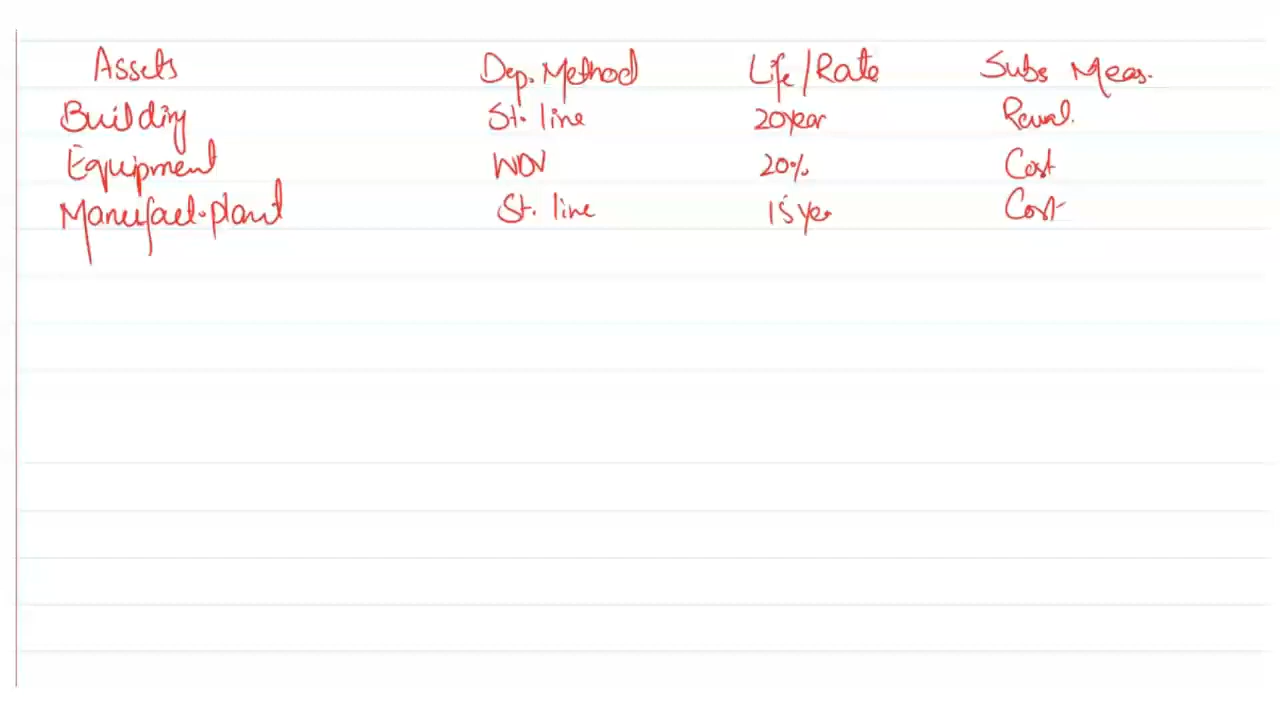 Assets Dep. Method Life/Rate Subs Meas.
Building St. line 20year Reval.
Equipment WDV 20% Cost
Manufact. plant St. line 15 year Cost